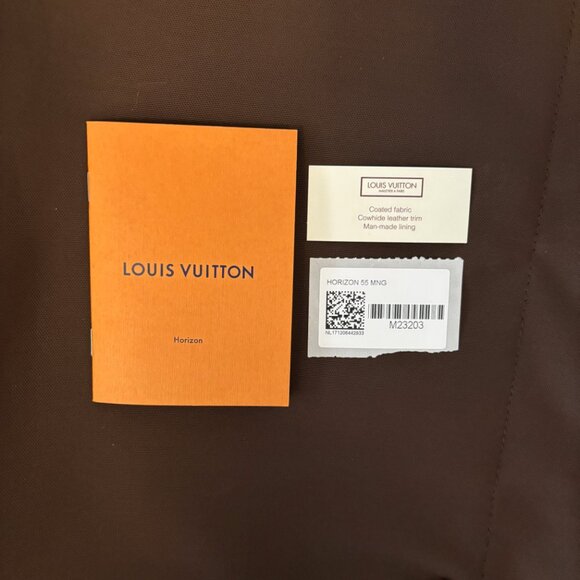 LOUIS VUITTON
Horizon
LOUIS VUITTON
MALLETIER A PARIS
Coated fabric
Cowhide leather trim
Man-made lining
HORIZON 55 MNG
M23203
NL171206442933